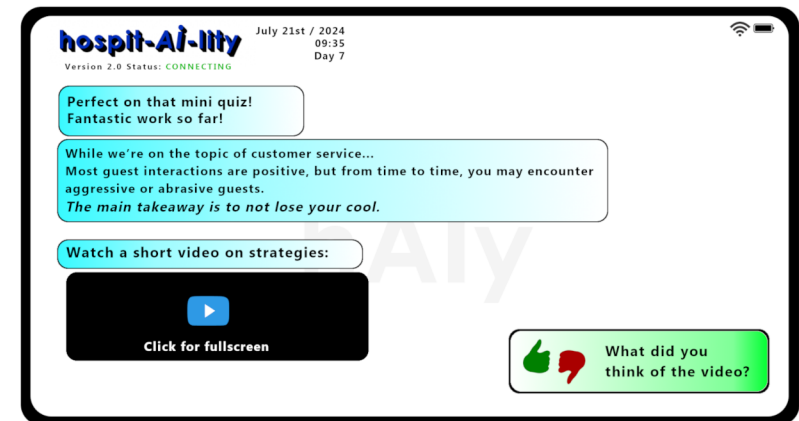 hospit-Ai-lity
July 21st / 2024
09:35
Day 7
Version 2.0 Status: CONNECTING
Perfect on that mini quiz!
Fantastic work so far!
While we're on the topic of customer service...
Most guest interactions are positive, but from time to time, you may encounter
aggressive or abrasive guests.
The main takeaway is to not lose your cool.
hAIy
Watch a short video on strategies:
Click for fullscreen
What did you
think of the video?